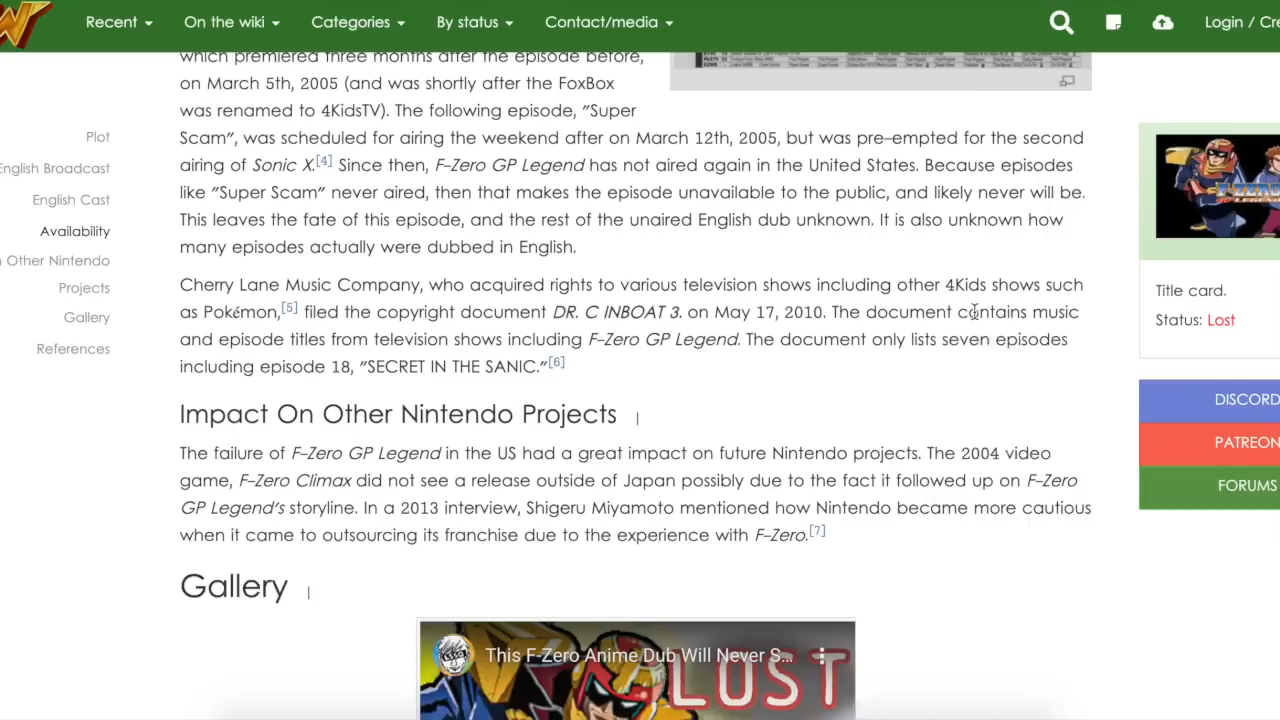 Recent
On the wiki
Categories
By status
Contact/media
Login / Cre
which premiered three months after the episode before,
on March 5th, 2005 (and was shortly after the FoxBox
was renamed to 4KidsTV). The following episode, "Super
Scam", was scheduled for airing the weekend after on March 12th, 2005, but was pre-empted for the second
airing of Sonic X.[4] Since then, F-Zero GP Legend has not aired again in the United States. Because episodes
like "Super Scam" never aired, then that makes the episode unavailable to the public, and likely never will be.
This leaves the fate of this episode, and the rest of the unaired English dub unknown. It is also unknown how
many episodes actually were dubbed in English.
Cherry Lane Music Company, who acquired rights to various television shows including other 4Kids shows such
as Pokémon,[5] filed the copyright document DR. C INBOAT 3. on May 17, 2010. The document contains music
and episode titles from television shows including F-Zero GP Legend. The document only lists seven episodes
including episode 18, "SECRET IN THE SANIC."[6]
Impact On Other Nintendo Projects
The failure of F-Zero GP Legend in the US had a great impact on future Nintendo projects. The 2004 video
game, F-Zero Climax did not see a release outside of Japan possibly due to the fact it followed up on F-Zero
GP Legend's storyline. In a 2013 interview, Shigeru Miyamoto mentioned how Nintendo became more cautious
when it came to outsourcing its franchise due to the experience with F-Zero.[7]
Gallery
This F-Zero Anime Dub Will Never S...
LOST
Plot
English Broadcast
English Cast
Availability
n Other Nintendo
Projects
Gallery
References
F-ZERO
Title card.
Status: Lost
DISCORD
PATREON
FORUMS